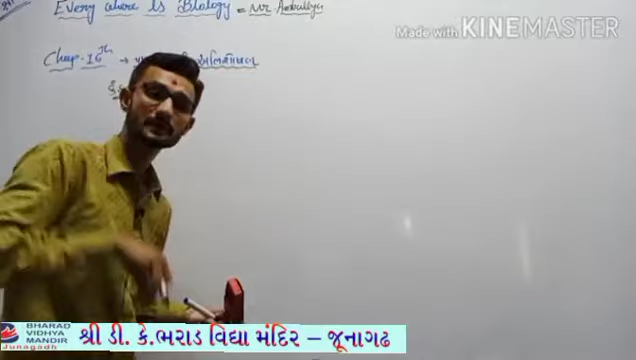 Every where Is Biology = 
Made with KINEMASTER
Chap-16th →
BHARAD
VIDHYA
MANDIR
Junagadh
શ્રી ડી. કે.ભરાડ વિદ્યા મંદિર – જૂનાગઢ